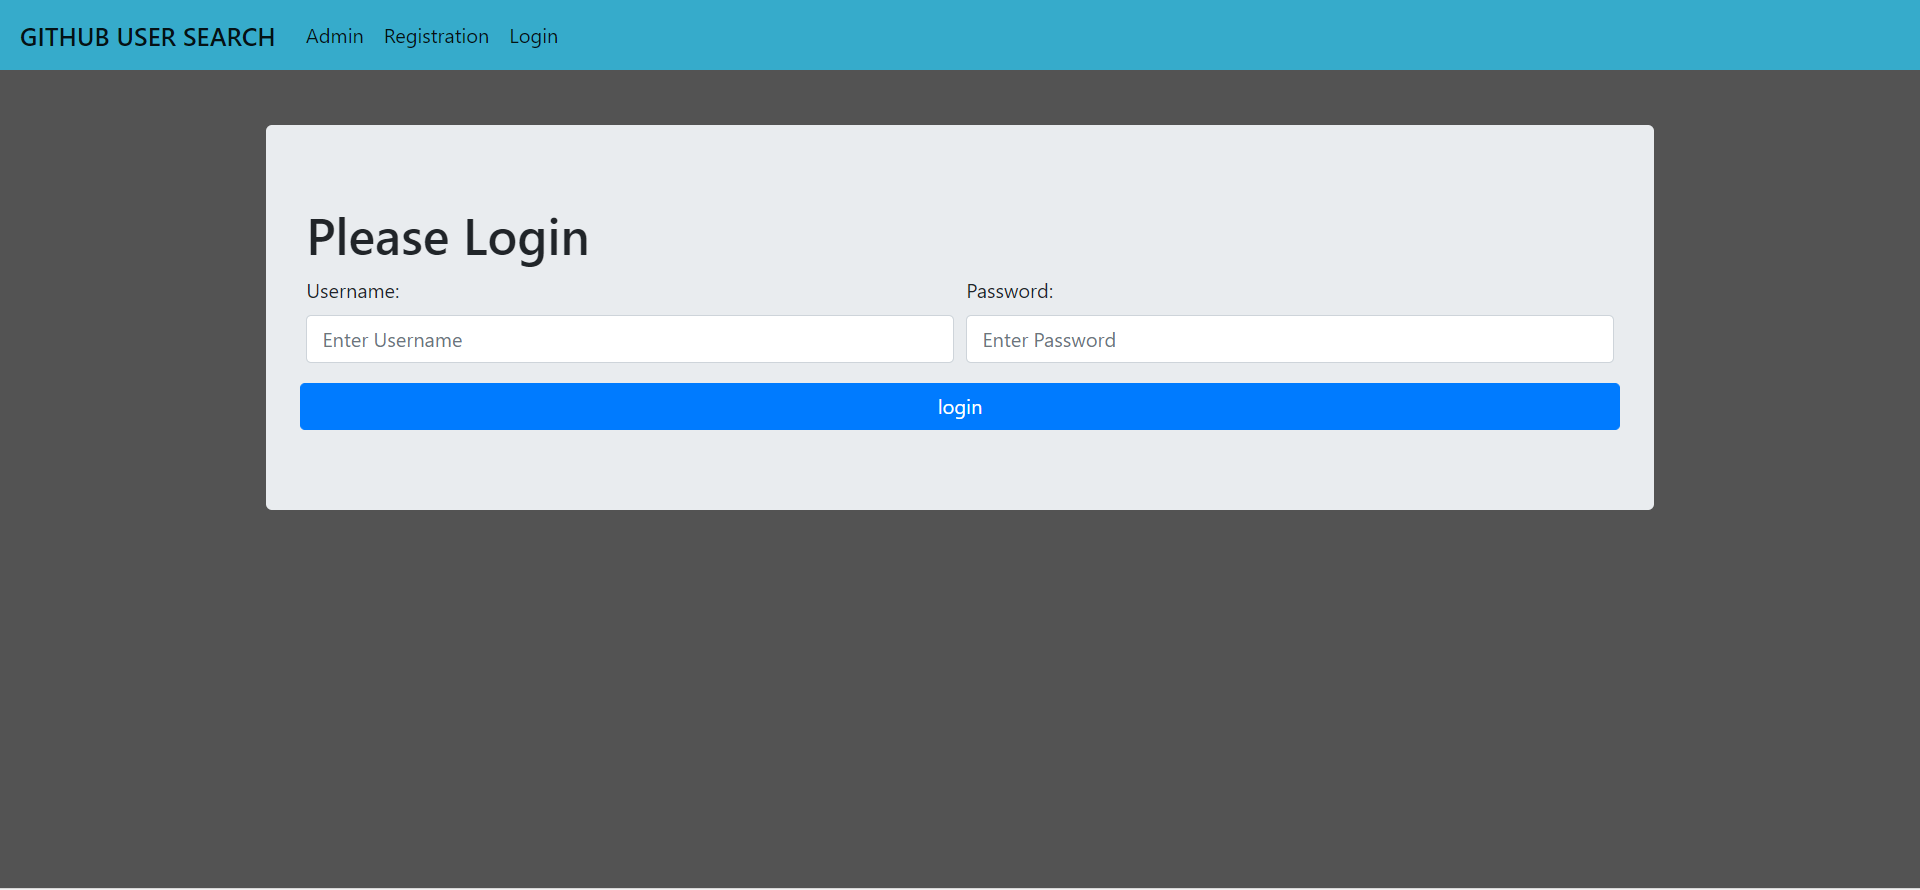 GITHUB USER SEARCH Admin Registration Login
Please Login
Username: Password:
Enter Username Enter Password
login